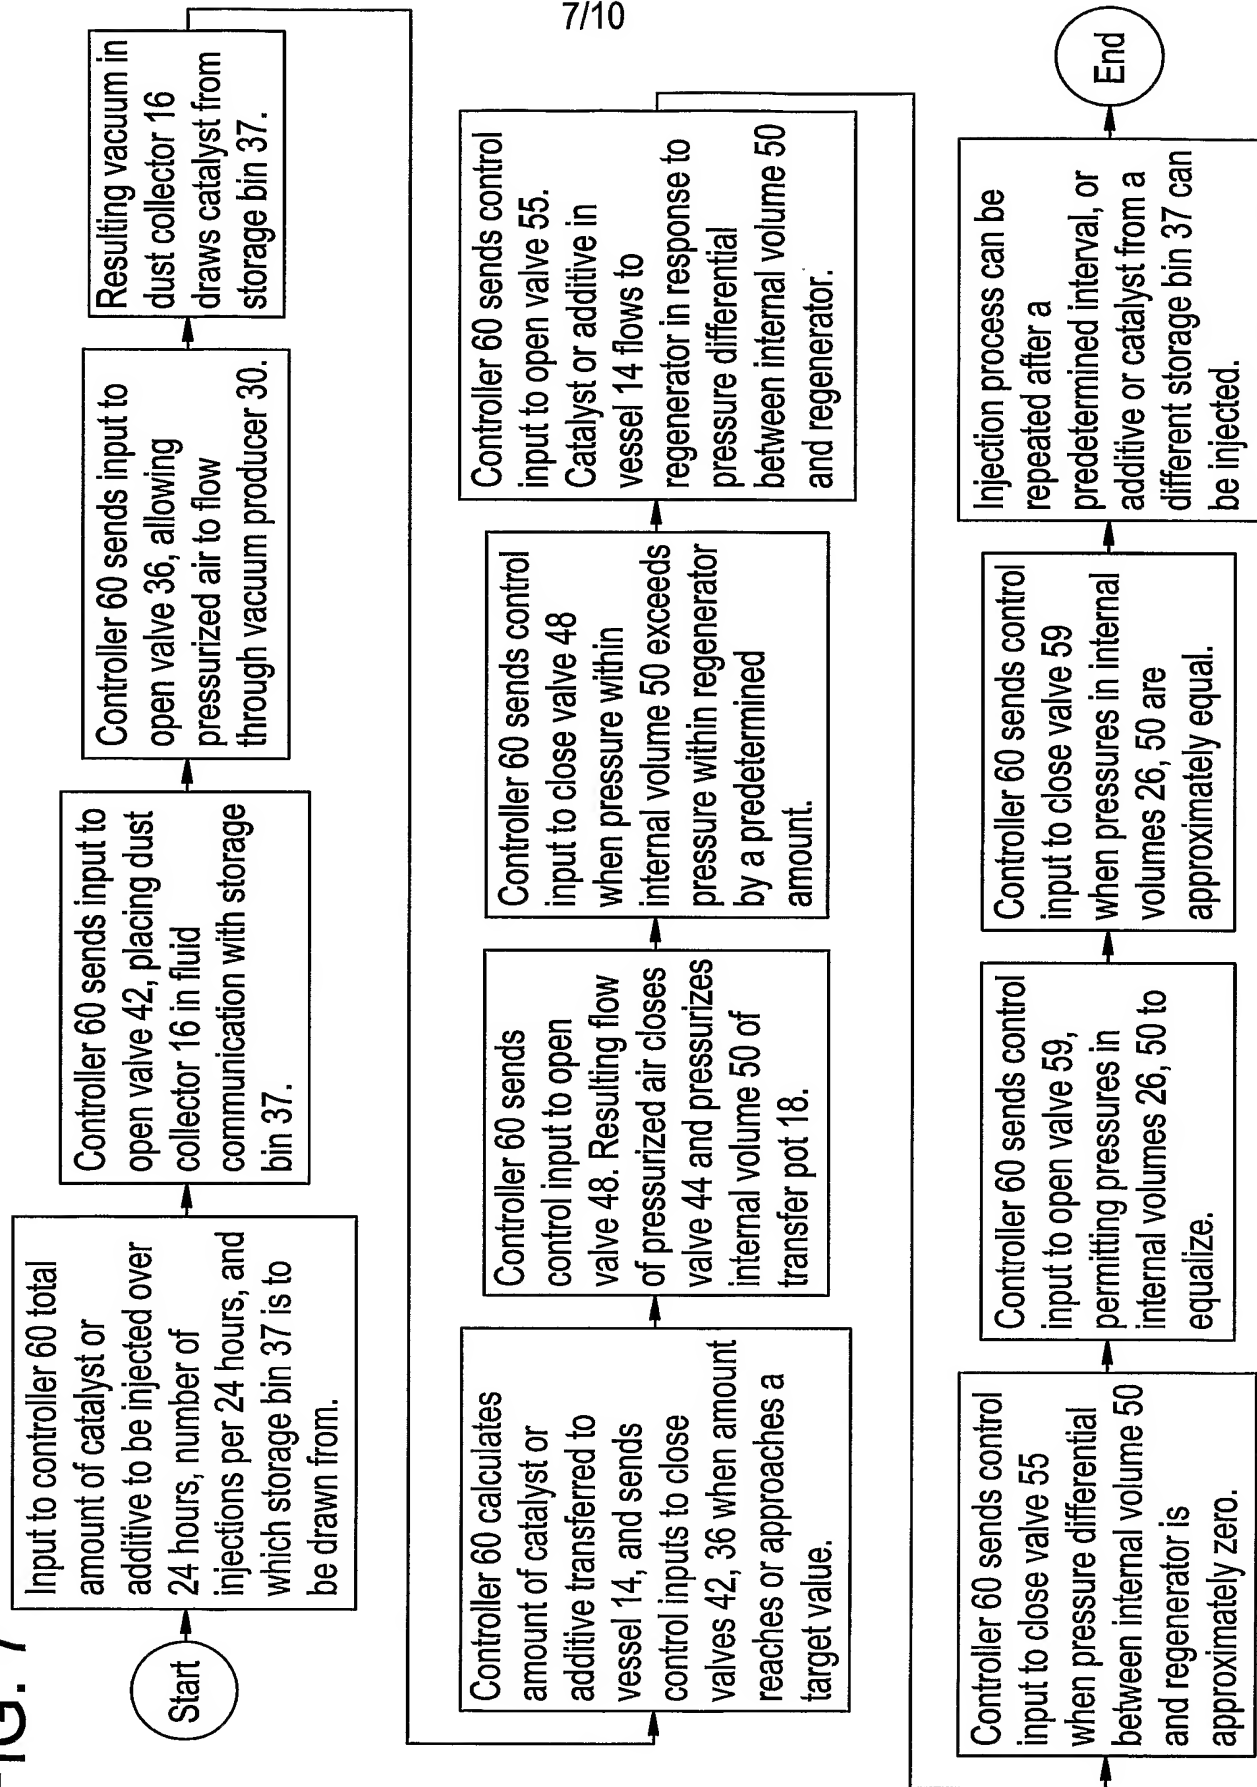 7/10
FIG. 7
Start
Input to controller 60 total
amount of catalyst or
additive to be injected over
24 hours, number of
injections per 24 hours, and
which storage bin 37 is to
be drawn from.
Controller 60 sends input to
open valve 42, placing dust
collector 16 in fluid
communication with storage
bin 37.
Controller 60 sends input to
open valve 36, allowing
pressurized air to flow
through vacuum producer 30.
Resulting vacuum in
dust collector 16
draws catalyst from
storage bin 37.
Controller 60 calculates
amount of catalyst or
additive transferred to
vessel 14, and sends
control inputs to close
valves 42, 36 when amount
reaches or approaches a
target value.
Controller 60 sends
control input to open
valve 48. Resulting flow
of pressurized air closes
valve 44 and pressurizes
internal volume 50 of
transfer pot 18.
Controller 60 sends control
input to close valve 48
when pressure within
internal volume 50 exceeds
pressure within regenerator
by a predetermined
amount.
Controller 60 sends control
input to open valve 55.
Catalyst or additive in
vessel 14 flows to
regenerator in response to
pressure differential
between internal volume 50
and regenerator.
Controller 60 sends control
input to close valve 55
when pressure differential
between internal volume 50
and regenerator is
approximately zero.
Controller 60 sends control
input to open valve 59,
permitting pressures in
internal volumes 26, 50 to
equalize.
Controller 60 sends control
input to close valve 59
when pressures in internal
volumes 26, 50 are
approximately equal.
Injection process can be
repeated after a
predetermined interval, or
additive or catalyst from a
different storage bin 37 can
be injected.
End